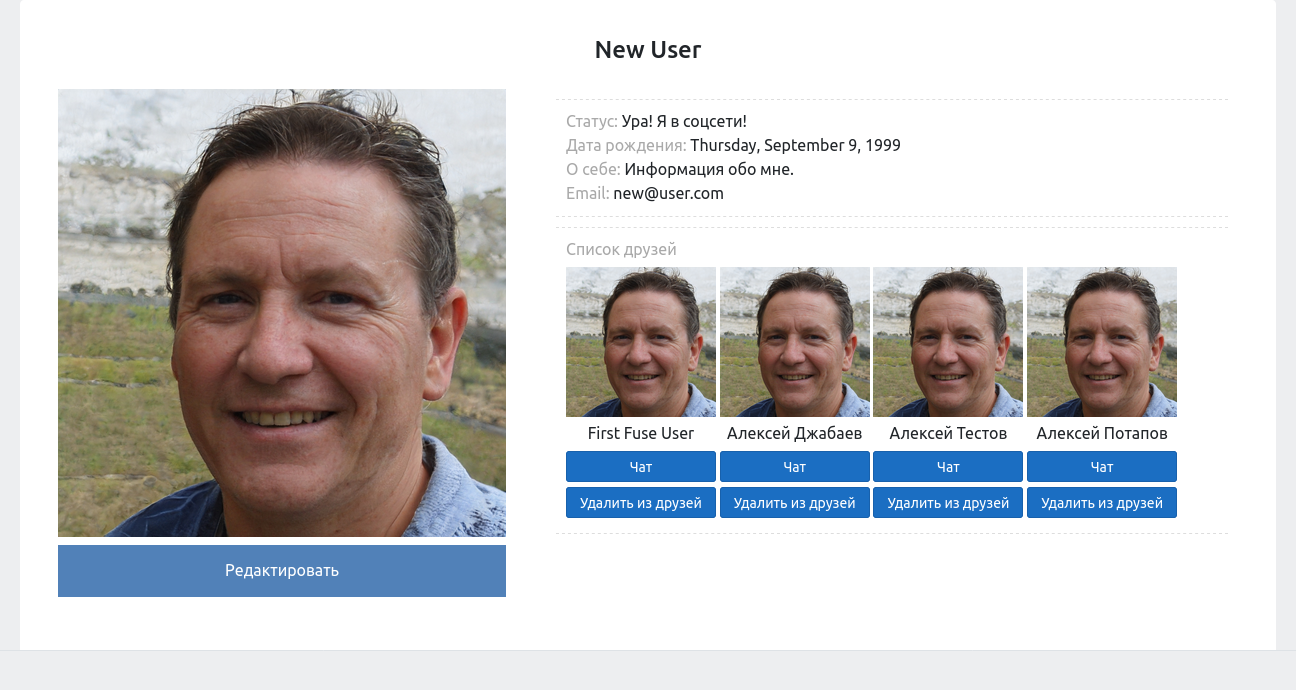 New User
Статус: Ура! Я в соцсети!
Дата рождения: Thursday, September 9, 1999
О себе: Информация обо мне.
Email: new@user.com
Список друзей
First Fuse User Алексей Джабаев Алексей Тестов Алексей Потапов
Чат Чат Чат Чат
Удалить из друзей Удалить из друзей Удалить из друзей Удалить из друзей
Редактировать